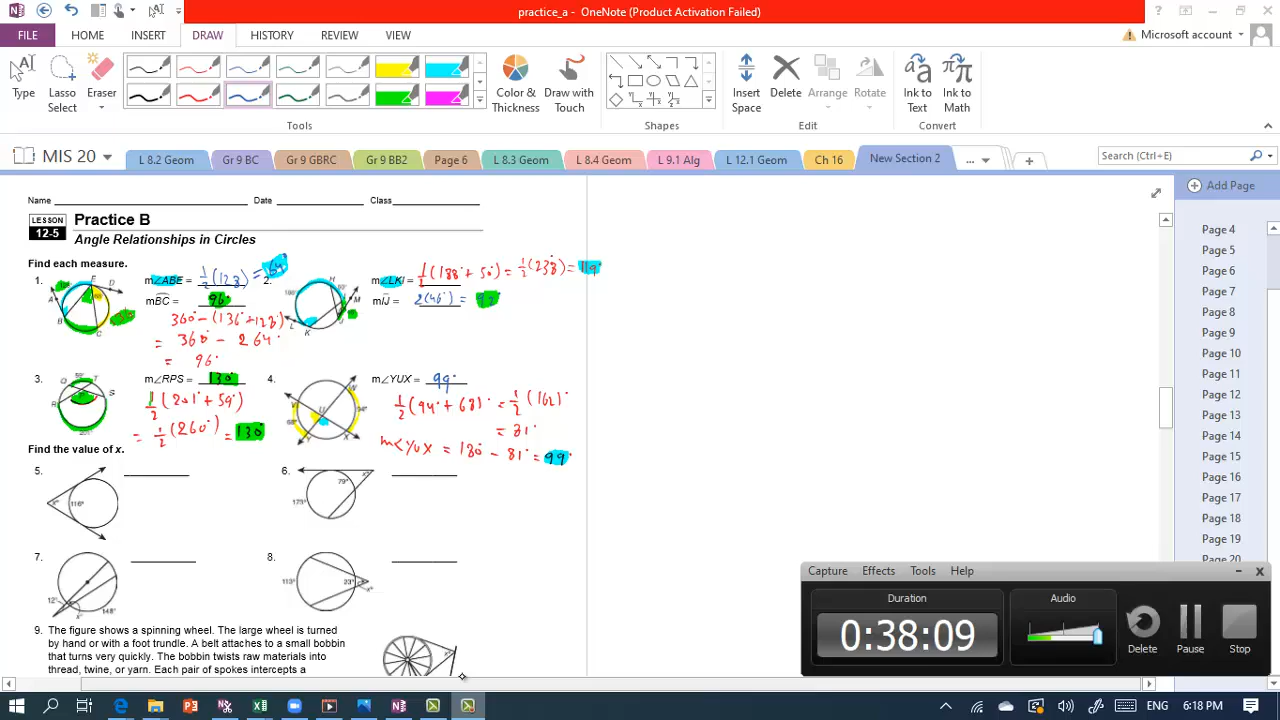 practice_a - OneNote (Product Activation Failed)
FILE HOME INSERT DRAW HISTORY REVIEW VIEW Microsoft account
Type Lasso Select Eraser Color & Thickness Draw with Touch Insert Space Delete Arrange Rotate Ink to Text Ink to Math
Tools Shapes Edit Convert
MIS 20 L 8.2 Geom Gr 9 BC Gr 9 GBRC Gr 9 BB2 Page 6 L 8.3 Geom L 8.4 Geom L 9.1 Alg L 12.1 Geom Ch 16 New Section 2 ... Search (Ctrl+E)
Add Page
Page 4
Page 5
Page 6
Page 7
Page 8
Page 9
Page 10
Page 11
Page 12
Page 13
Page 14
Page 15
Page 16
Page 17
Page 18
Page 19
Page 20
Name Date Class
LESSON 12-5 Practice B
Angle Relationships in Circles
Find each measure.
1. m∠ABE = ½(128°) = 64°
mBC = 96°
360° - (136° + 128°)
= 360° - 264°
= 96°
2. m∠LKI = ½(188° + 50°) = ½(238°) = 119°
mIJ = 2(46°) = 92°
3. m∠RPS = 130°
½(201° + 59°)
= ½(260°) = 130°
4. m∠YUX = 99°
½(94° + 68°) = ½(162)°
= 81°
m<YUX = 180° - 81° = 99°
Find the value of x.
5. x° 116°
6. 79° x° 173°
7. 12° x° 148°
8. 113° 23° x°
9. The figure shows a spinning wheel. The large wheel is turned
by hand or with a foot trundle. A belt attaches to a small bobbin
that turns very quickly. The bobbin twists raw materials into
thread, twine, or yarn. Each pair of spokes intercepts a
Capture Effects Tools Help
Duration
0:38:09
Audio
Delete Pause Stop
ENG 6:18 PM